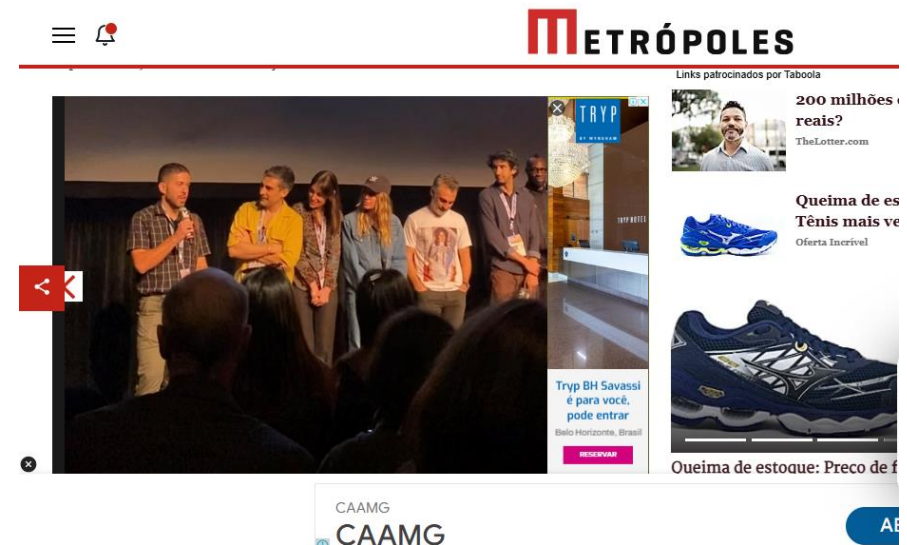 METRÓPOLES
Links patrocinados por Taboola
200 milhões
reais?
TheLotter.com
Queima de es
Tênis mais ve
Oferta Incrível
TRYP
BY WYNDHAM
TRYP HOTEL
Tryp BH Savassi
é para você,
pode entrar
Belo Horizonte, Brasil
RESERVAR
Queima de estoque: Preço de f
CAAMG
CAAMG
AB